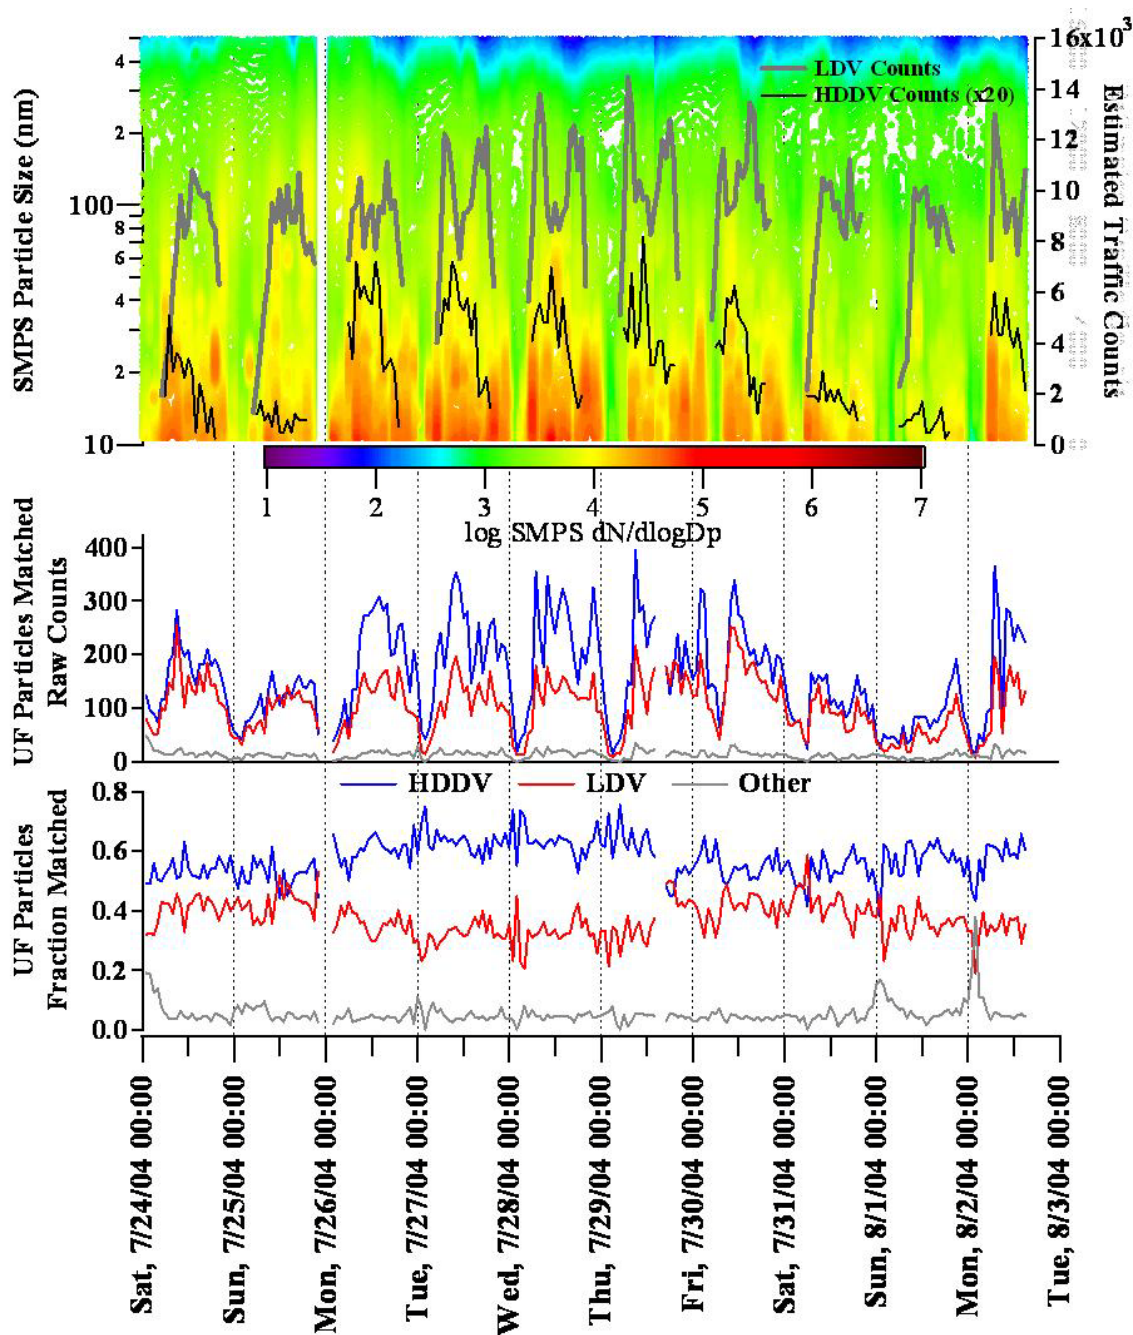 16x10³
4
LDV Counts
HDDV Counts (x20)
14
2
12
100
10
8
8
6
6
4
4
2
2
10
0
SMPS Particle Size (nm)
Estimated Traffic Counts
1
2
3
4
5
6
7
log SMPS dN/dlogDp
400
300
200
100
0
UF Particles Matched
Raw Counts
HDDV
LDV
Other
0.8
0.6
0.4
0.2
0.0
UF Particles
Fraction Matched
Sat, 7/24/04 00:00
Sun, 7/25/04 00:00
Mon, 7/26/04 00:00
Tue, 7/27/04 00:00
Wed, 7/28/04 00:00
Thu, 7/29/04 00:00
Fri, 7/30/04 00:00
Sat, 7/31/04 00:00
Sun, 8/1/04 00:00
Mon, 8/2/04 00:00
Tue, 8/3/04 00:00